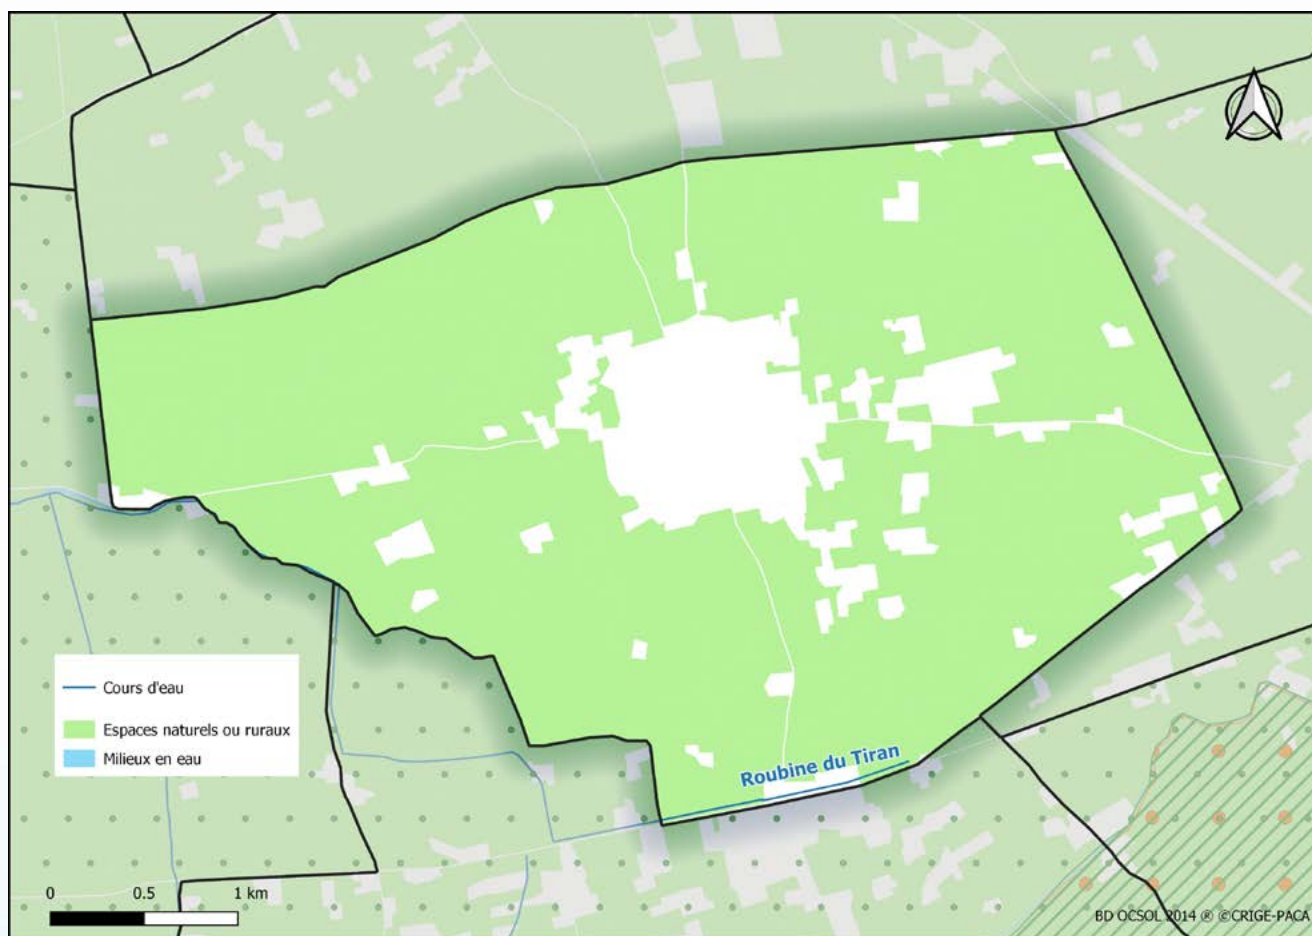 Cours d'eau
Espaces naturels ou ruraux
Milieux en eau
Roubine du Tiran
0 0.5 1 km
BD OCSOL 2014 ® ©CRIGE-PACA